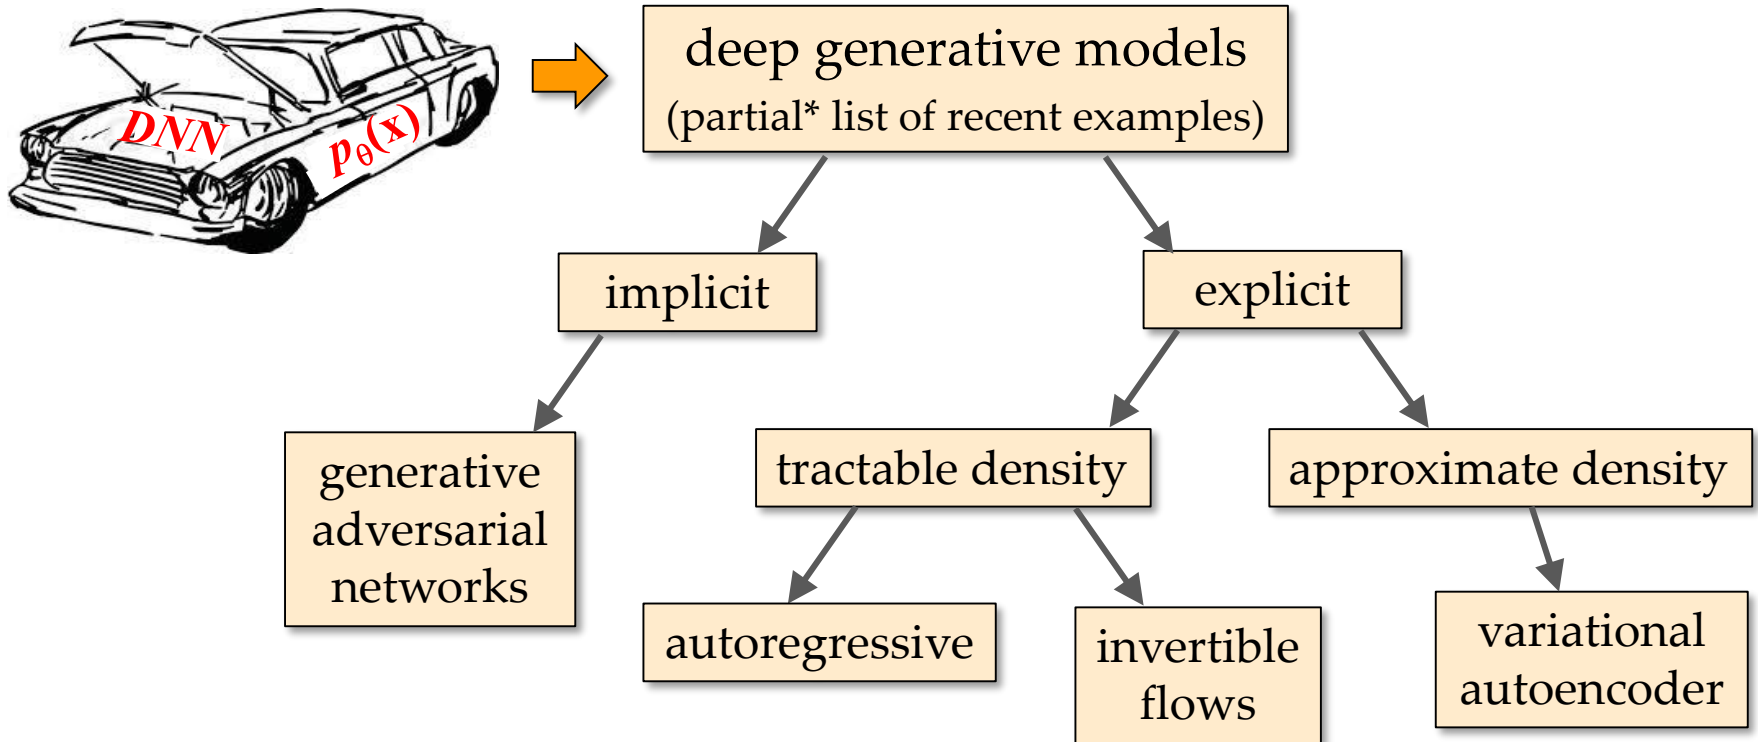 DNN
pθ(x)
deep generative models
(partial* list of recent examples)
implicit
explicit
generative
adversarial
networks
tractable density
approximate density
autoregressive
invertible
flows
variational
autoencoder